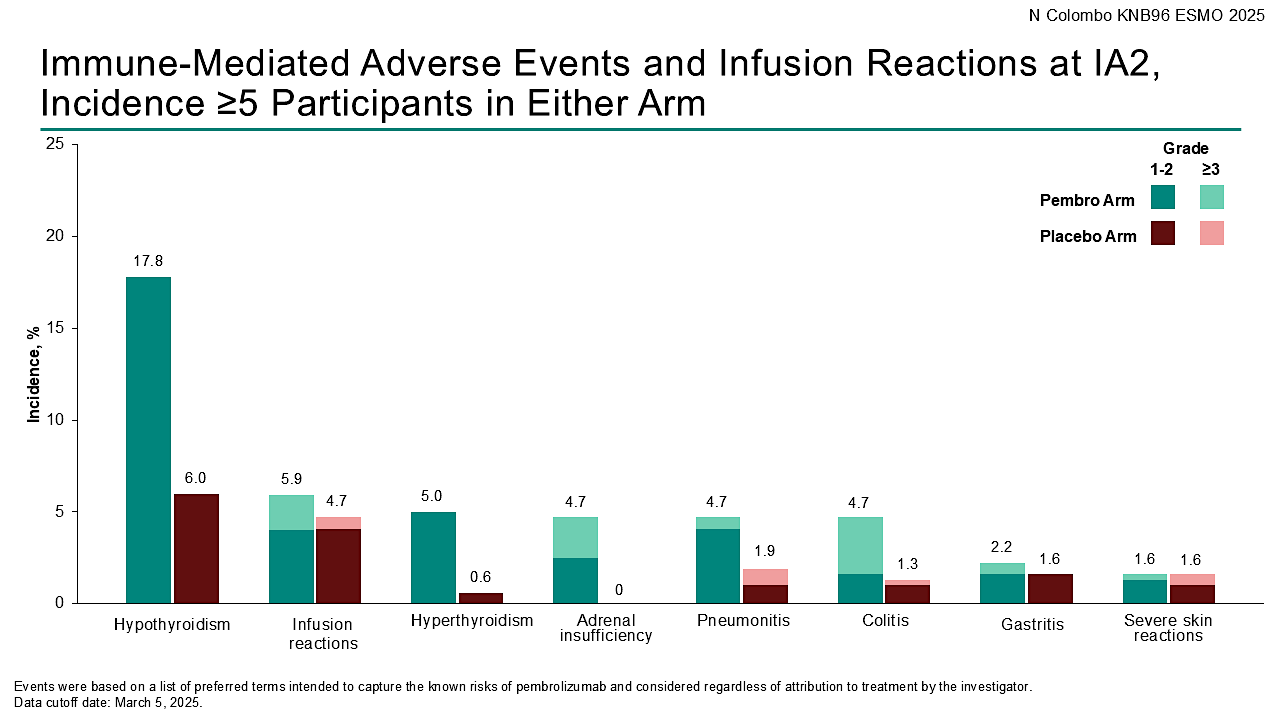 N Colombo KNB96 ESMO 2025
Immune-Mediated Adverse Events and Infusion Reactions at IA2,
Incidence ≥5 Participants in Either Arm
Grade
1-2 ≥3
Pembro Arm
Placebo Arm
Incidence, %
25
20
15
10
5
0
17.8
6.0
5.9
4.7
5.0
0.6
4.7
0
4.7
1.9
4.7
1.3
2.2
1.6
1.6
1.6
Hypothyroidism
Infusion
reactions
Hyperthyroidism
Adrenal
insufficiency
Pneumonitis
Colitis
Gastritis
Severe skin
reactions
Events were based on a list of preferred terms intended to capture the known risks of pembrolizumab and considered regardless of attribution to treatment by the investigator.
Data cutoff date: March 5, 2025.